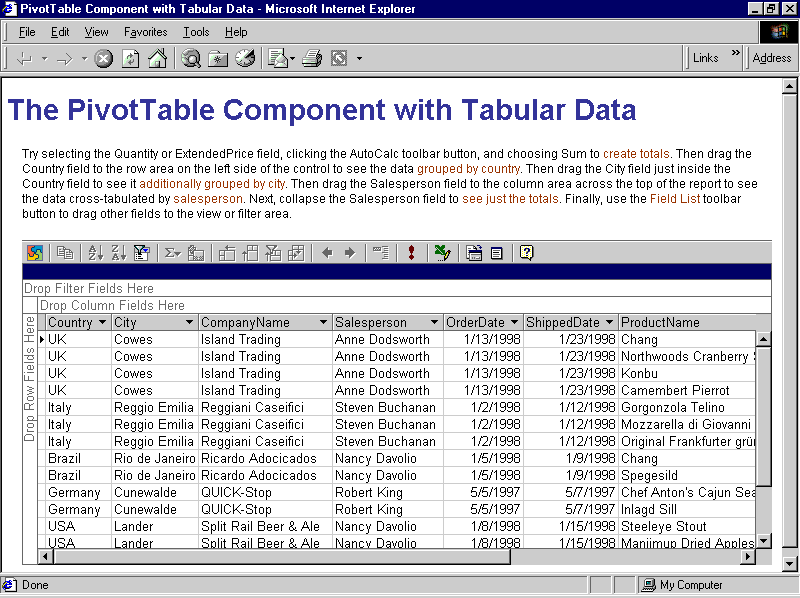 PivotTable Component with Tabular Data - Microsoft Internet Explorer
File Edit View Favorites Tools Help
Links » Address
The PivotTable Component with Tabular Data
Try selecting the Quantity or ExtendedPrice field, clicking the AutoCalc toolbar button, and choosing Sum to create totals. Then drag the
Country field to the row area on the left side of the control to see the data grouped by country. Then drag the City field just inside the
Country field to see it additionally grouped by city. Then drag the Salesperson field to the column area across the top of the report to see
the data cross-tabulated by salesperson. Next, collapse the Salesperson field to see just the totals. Finally, use the Field List toolbar
button to drag other fields to the view or filter area.
Drop Filter Fields Here
Drop Column Fields Here
Drop Row Fields Here
Country City CompanyName Salesperson OrderDate ShippedDate ProductName
UK Cowes Island Trading Anne Dodsworth 1/13/1998 1/23/1998 Chang
UK Cowes Island Trading Anne Dodsworth 1/13/1998 1/23/1998 Northwoods Cranberry
UK Cowes Island Trading Anne Dodsworth 1/13/1998 1/23/1998 Konbu
UK Cowes Island Trading Anne Dodsworth 1/13/1998 1/23/1998 Camembert Pierrot
Italy Reggio Emilia Reggiani Caseifici Steven Buchanan 1/2/1998 1/12/1998 Gorgonzola Telino
Italy Reggio Emilia Reggiani Caseifici Steven Buchanan 1/2/1998 1/12/1998 Mozzarella di Giovanni
Italy Reggio Emilia Reggiani Caseifici Steven Buchanan 1/2/1998 1/12/1998 Original Frankfurter grü
Brazil Rio de Janeiro Ricardo Adocicados Nancy Davolio 1/5/1998 1/9/1998 Chang
Brazil Rio de Janeiro Ricardo Adocicados Nancy Davolio 1/5/1998 1/9/1998 Spegesild
Germany Cunewalde QUICK-Stop Robert King 5/5/1997 5/7/1997 Chef Anton's Cajun Sea
Germany Cunewalde QUICK-Stop Robert King 5/5/1997 5/7/1997 Inlagd Sill
USA Lander Split Rail Beer & Ale Nancy Davolio 1/8/1998 1/15/1998 Steeleye Stout
USA Lander Split Rail Beer & Ale Nancy Davolio 1/8/1998 1/15/1998 Manjimup Dried Apples
Done My Computer